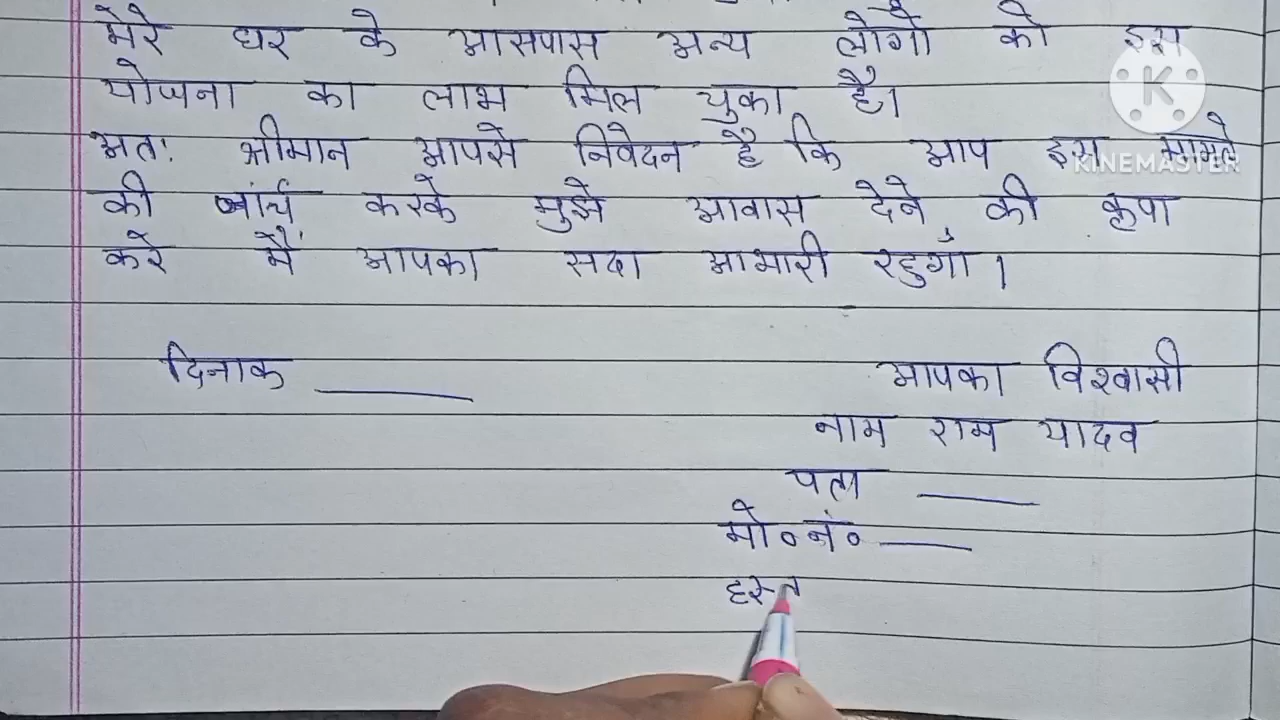 मेरे घर के आसपास अन्य लोगों को इस
योजना का लाभ मिल चुका है।
अतः श्रीमान आपसे निवेदन है कि आप इस मामले
की जांच करके मुझे आवास देने की कृपा
करे मैं आपका सदा आभारी रहुगाँ।
दिनाक
आपका विश्वासी
नाम राम यादव
पता
मो०नं०
हस्त
K
KINEMASTER